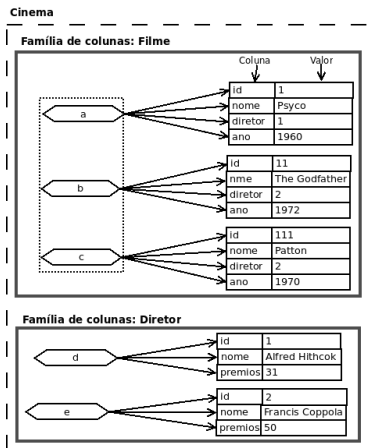 Cinema
Família de colunas: Filme
Coluna Valor
id 1
nome Psyco
diretor 1
ano 1960
a
id 11
nme The Godfather
diretor 2
ano 1972
b
id 111
nome Patton
diretor 2
ano 1970
c
Família de colunas: Diretor
id 1
nome Alfred Hithcok
premios 31
d
id 2
nome Francis Coppola
premios 50
e